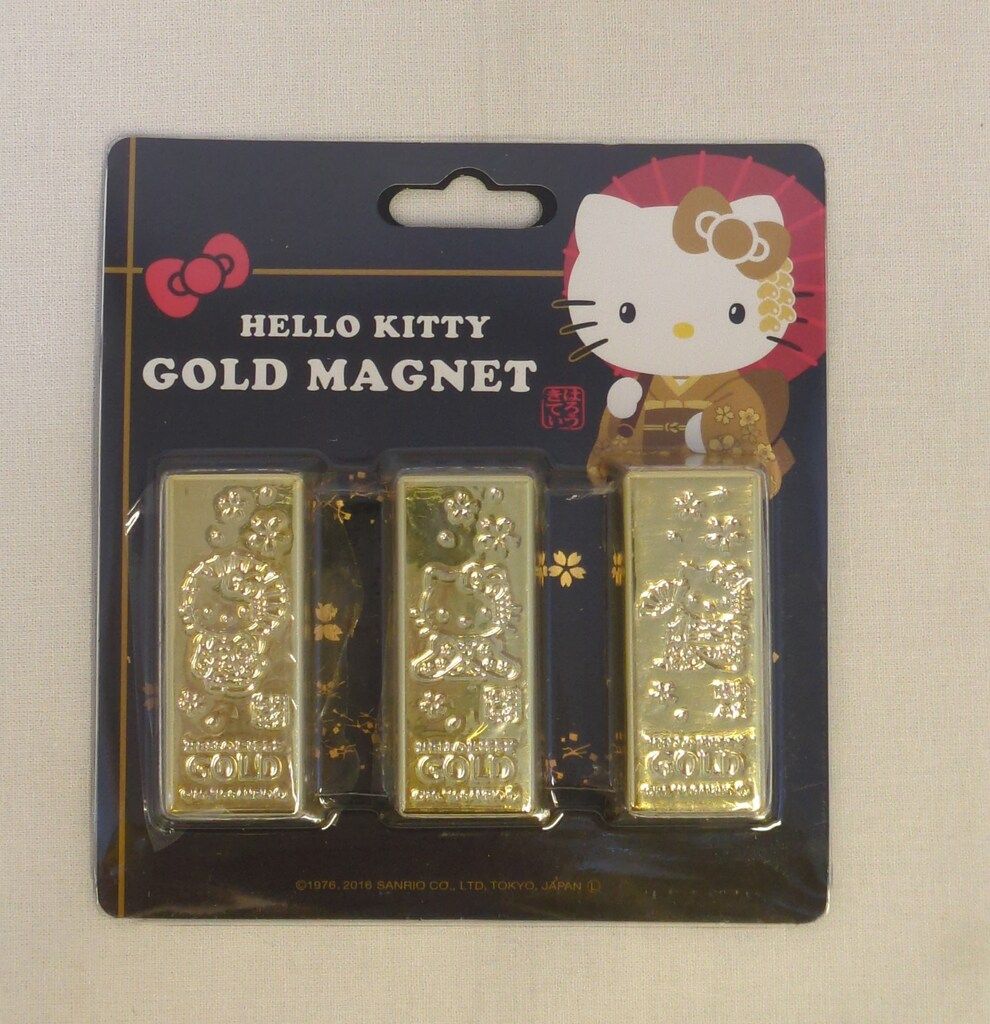 HELLO KITTY
GOLD MAGNET
はろう
きてい
GOLD
GOLD
GOLD
©1976, 2016 SANRIO CO., LTD, TOKYO, JAPAN Ⓛ